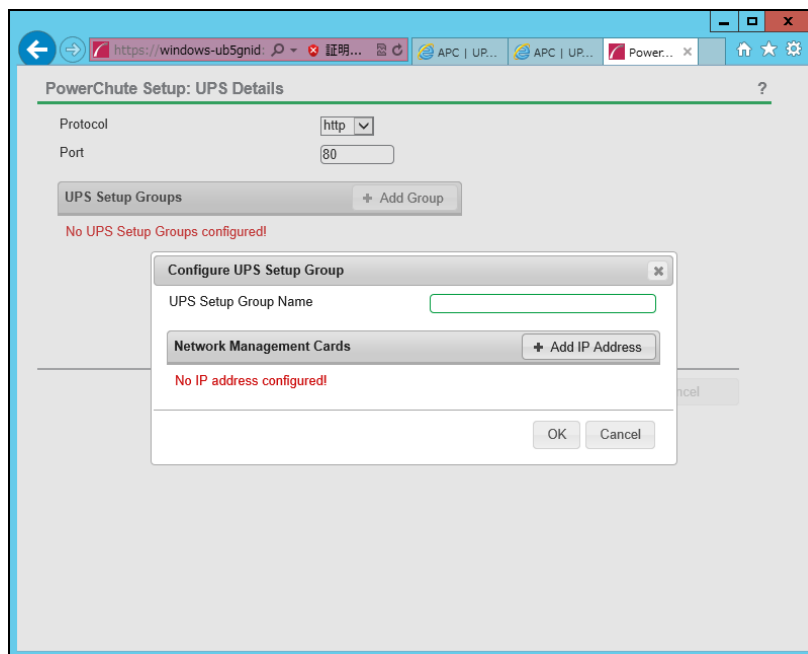 https://windows-ub5gnid: 証明... APC | UP... APC | UP... Power...
PowerChute Setup: UPS Details ?
Protocol http
Port 80
UPS Setup Groups + Add Group
No UPS Setup Groups configured!
Configure UPS Setup Group
UPS Setup Group Name
Network Management Cards + Add IP Address
No IP address configured!
ncel
OK Cancel